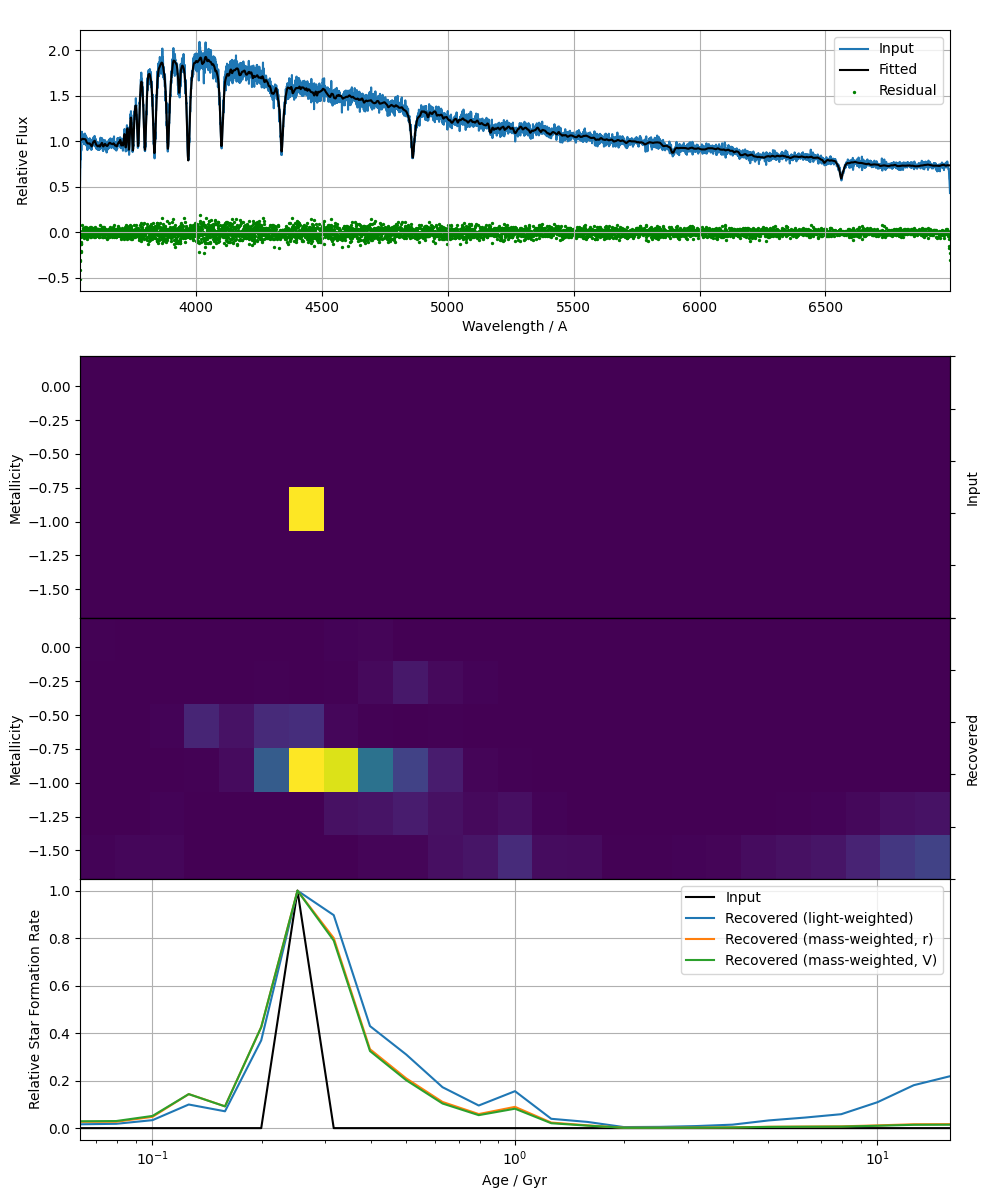 2.0
1.5
1.0
0.5
0.0
−0.5
Relative Flux
Input
Fitted
Residual
4000 4500 5000 5500 6000 6500
Wavelength / A
0.00
−0.25
−0.50
−0.75
−1.00
−1.25
−1.50
Metallicity
Input
0.00
−0.25
−0.50
−0.75
−1.00
−1.25
−1.50
Metallicity
Recovered
1.0
0.8
0.6
0.4
0.2
0.0
Relative Star Formation Rate
Input
Recovered (light-weighted)
Recovered (mass-weighted, r)
Recovered (mass-weighted, V)
10⁻¹ 10⁰ 10¹
Age / Gyr